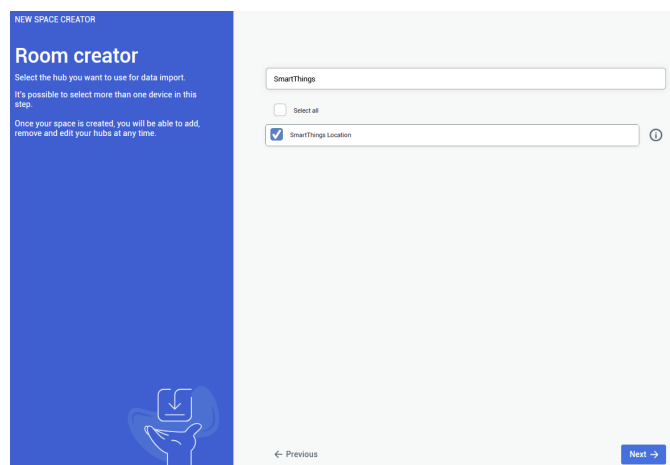 NEW SPACE CREATOR
Room creator
Select the hub you want to use for data import.
It's possible to select more than one device in this
step.
Once your space is created, you will be able to add,
remove and edit your hubs at any time.
SmartThings
Select all
SmartThings Location
← Previous
Next →